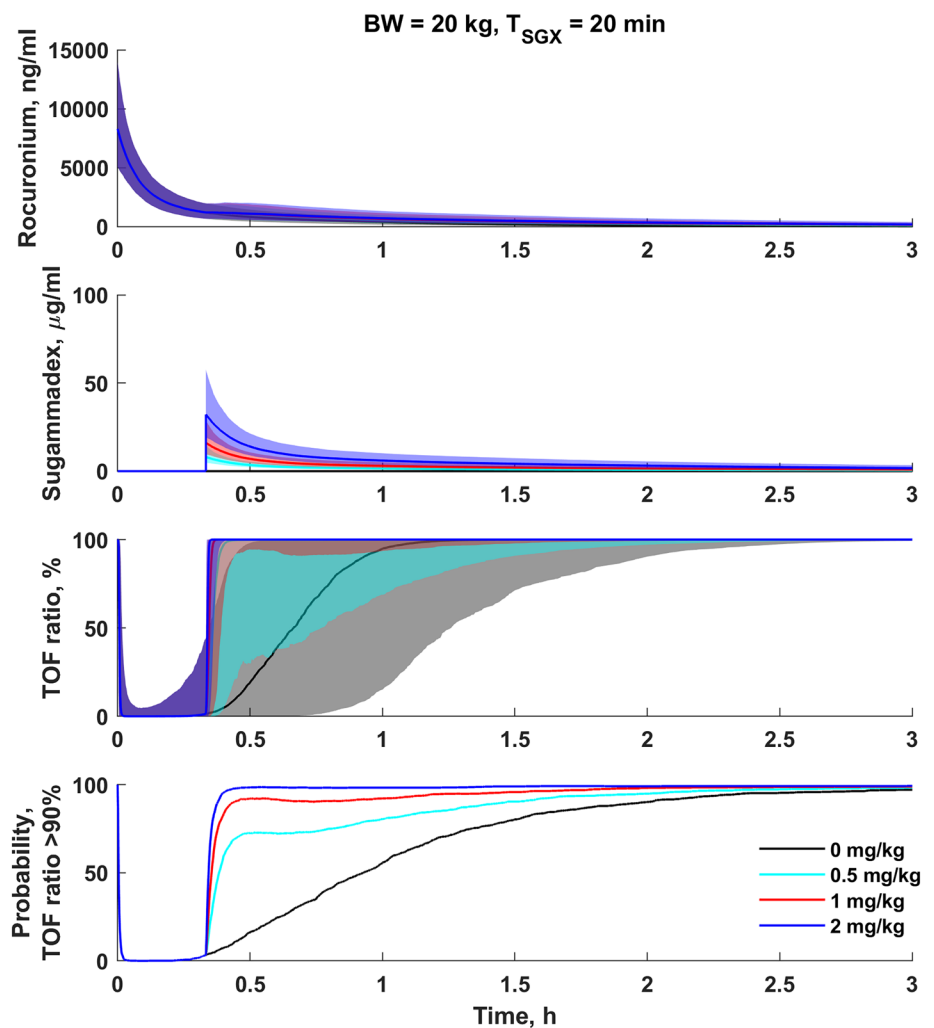 BW = 20 kg, T_SGX = 20 min
Rocuronium, ng/ml
15000
10000
5000
0
0 0.5 1 1.5 2 2.5 3
Sugammadex, μg/ml
100
50
0
0 0.5 1 1.5 2 2.5 3
TOF ratio, %
100
50
0
0 0.5 1 1.5 2 2.5 3
Probability,
TOF ratio >90%
100
50
0
0 mg/kg
0.5 mg/kg
1 mg/kg
2 mg/kg
0 0.5 1 1.5 2 2.5 3
Time, h